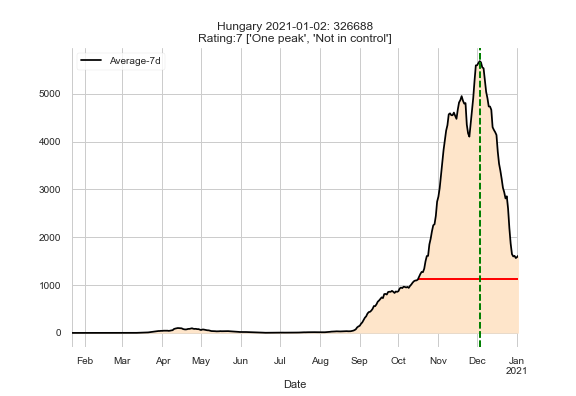 Hungary 2021-01-02: 326688
Rating:7 ['One peak', 'Not in control']
Average-7d
5000
4000
3000
2000
1000
0
Feb Mar Apr May Jun Jul Aug Sep Oct Nov Dec Jan
2021
Date